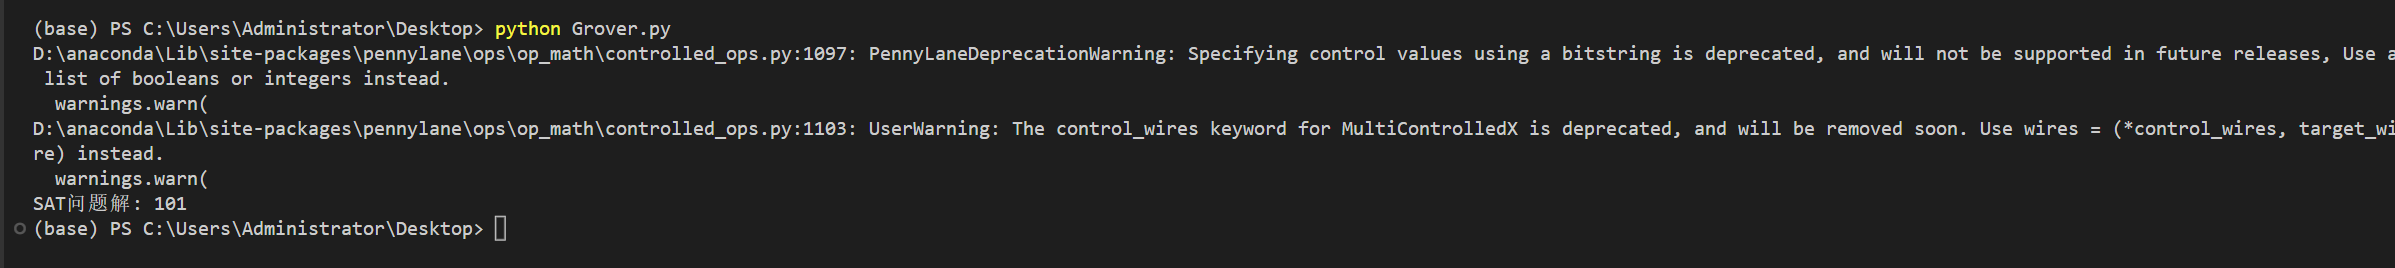 (base) PS C:\Users\Administrator\Desktop> python Grover.py
D:\anaconda\Lib\site-packages\pennylane\ops\op_math\controlled_ops.py:1097: PennyLaneDeprecationWarning: Specifying control values using a bitstring is deprecated, and will not be supported in future releases, Use a
 list of booleans or integers instead.
  warnings.warn(
D:\anaconda\Lib\site-packages\pennylane\ops\op_math\controlled_ops.py:1103: UserWarning: The control_wires keyword for MultiControlledX is deprecated, and will be removed soon. Use wires = (*control_wires, target_wi
re) instead.
  warnings.warn(
SAT问题解: 101
(base) PS C:\Users\Administrator\Desktop>